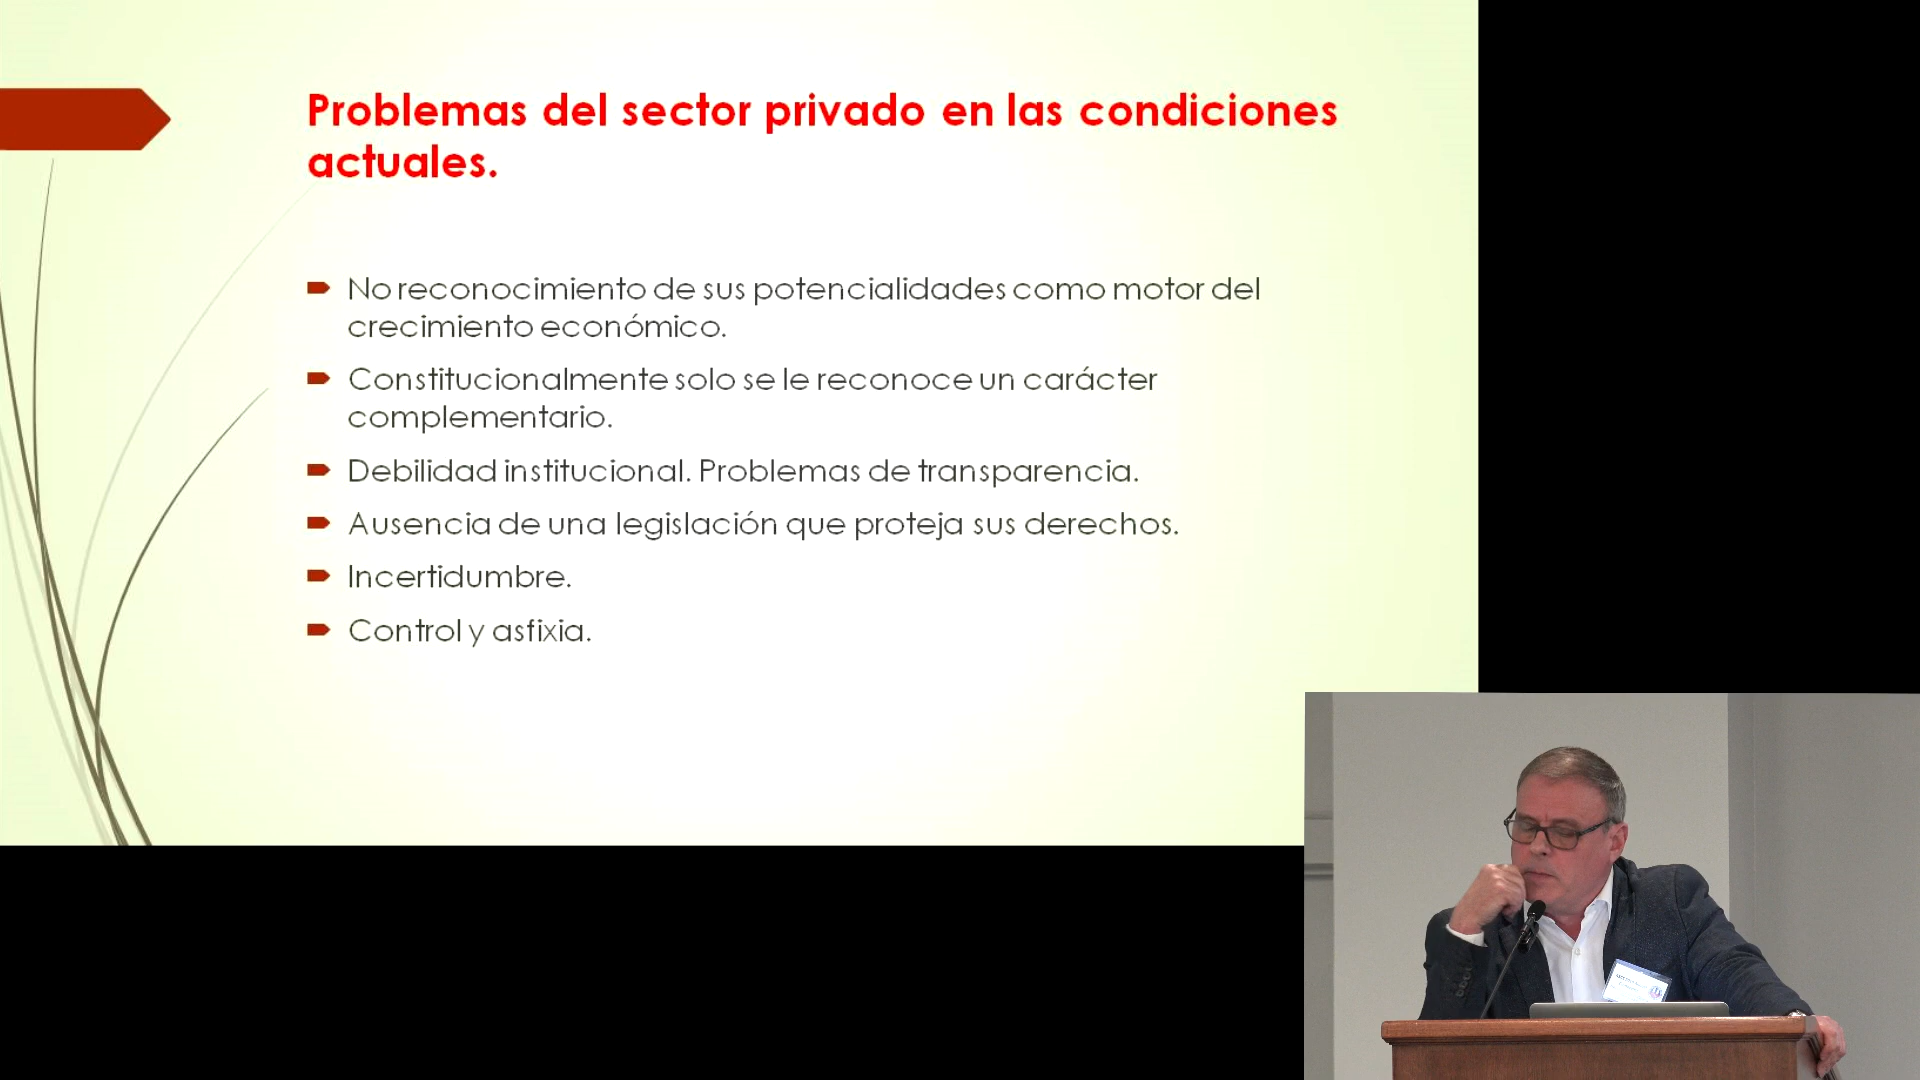 Problemas del sector privado en las condiciones
actuales.
No reconocimiento de sus potencialidades como motor del
crecimiento económico.
Constitucionalmente solo se le reconoce un carácter
complementario.
Debilidad institucional. Problemas de transparencia.
Ausencia de una legislación que proteja sus derechos.
Incertidumbre.
Control y asfixia.